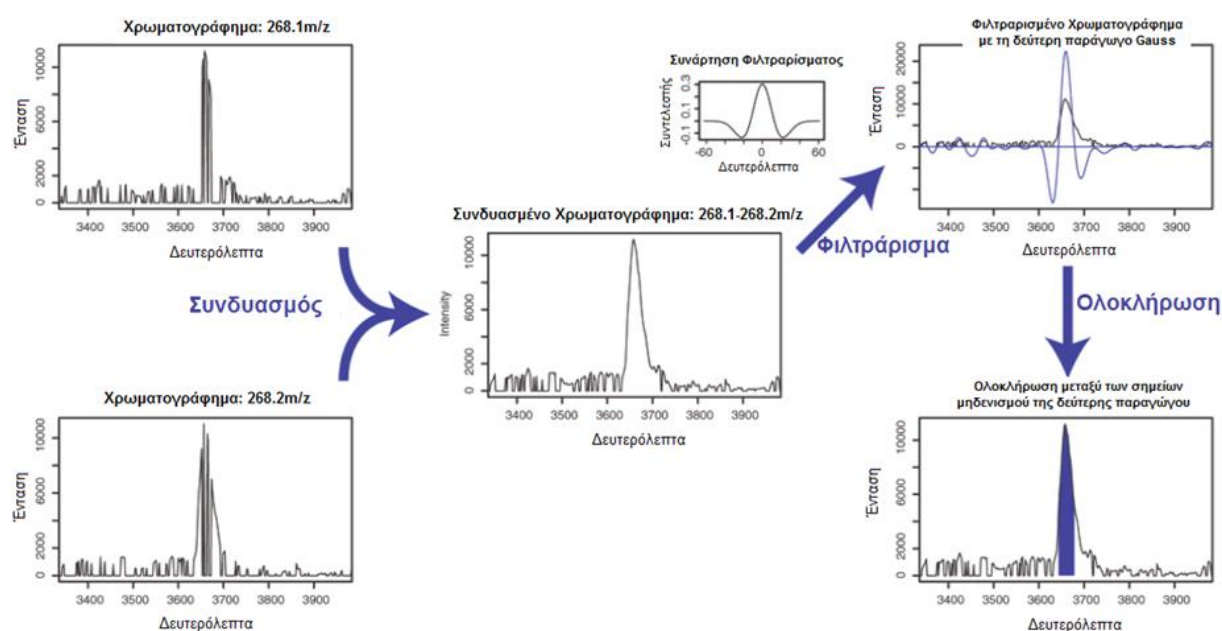 Χρωματογράφημα: 268.1m/z
Ένταση
0 2000 6000 10000
3400 3500 3600 3700 3800 3900
Δευτερόλεπτα
Συνδυασμός
Χρωματογράφημα: 268.2m/z
Ένταση
0 2000 6000 10000
3400 3500 3600 3700 3800 3900
Δευτερόλεπτα
Συνδυασμένο Χρωματογράφημα: 268.1-268.2m/z
Intensity
0 2000 6000 10000
3400 3500 3600 3700 3800 3900
Δευτερόλεπτα
Συνάρτηση Φιλτραρίσματος
Συντελεστής
-0.1 0.1 0.3
-60 0 60
Δευτερόλεπτα
Φιλτράρισμα
Φιλτραρισμένο Χρωματογράφημα
με τη δεύτερη παράγωγο Gauss
Ένταση
0 10000 20000
3400 3500 3600 3700 3800 3900
Δευτερόλεπτα
Ολοκλήρωση
Ολοκλήρωση μεταξύ των σημείων
μηδενισμού της δεύτερης παραγώγου
Ένταση
0 2000 6000 10000
3400 3500 3600 3700 3800 3900
Δευτερόλεπτα